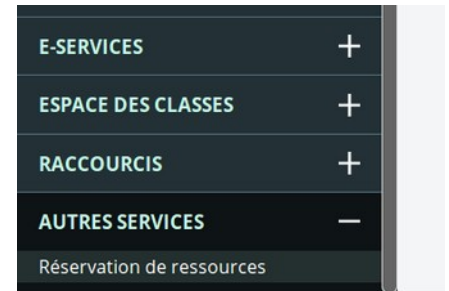 E-SERVICES
ESPACE DES CLASSES
RACCOURCIS
AUTRES SERVICES
Réservation de ressources